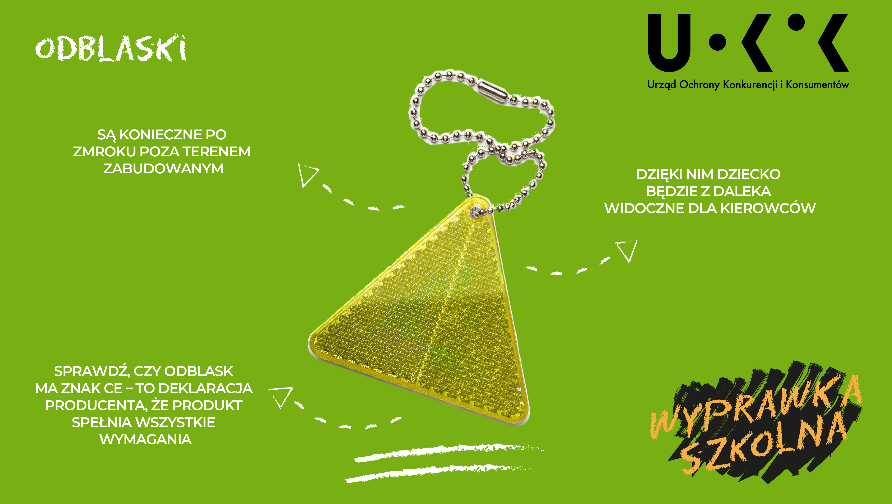 ODBLASKI
UOKiK
Urząd Ochrony Konkurencji i Konsumentów
SĄ KONIECZNE PO
ZMROKU POZA TERENEM
ZABUDOWANYM
DZIĘKI NIM DZIECKO
BĘDZIE Z DALEKA
WIDOCZNE DLA KIEROWCÓW
SPRAWDŹ, CZY ODBLASK
MA ZNAK CE – TO DEKLARACJA
PRODUCENTA, ŻE PRODUKT
SPEŁNIA WSZYSTKIE
WYMAGANIA
WYPRAWKA
SZKOLNA